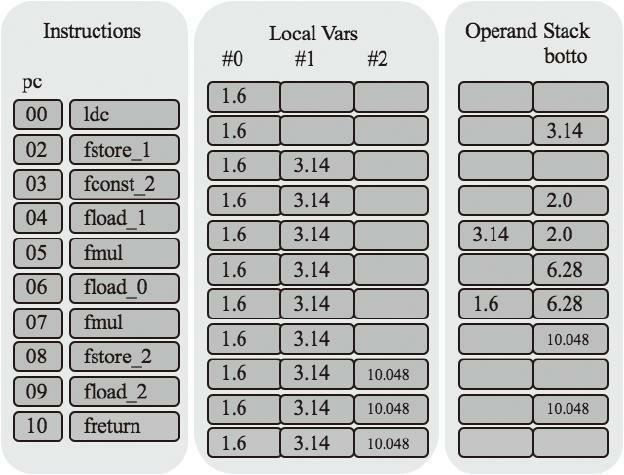 Instructions
Local Vars
Operand Stack
#0 #1 #2
botto
pc
1.6
00 ldc
1.6 3.14
02 fstore_1
1.6 3.14
03 fconst_2
1.6 3.14 2.0
04 fload_1
1.6 3.14 3.14 2.0
05 fmul
1.6 3.14 6.28
06 fload_0
1.6 3.14 1.6 6.28
07 fmul
1.6 3.14 10.048
08 fstore_2
1.6 3.14 10.048
09 fload_2
1.6 3.14 10.048 10.048
10 freturn
1.6 3.14 10.048